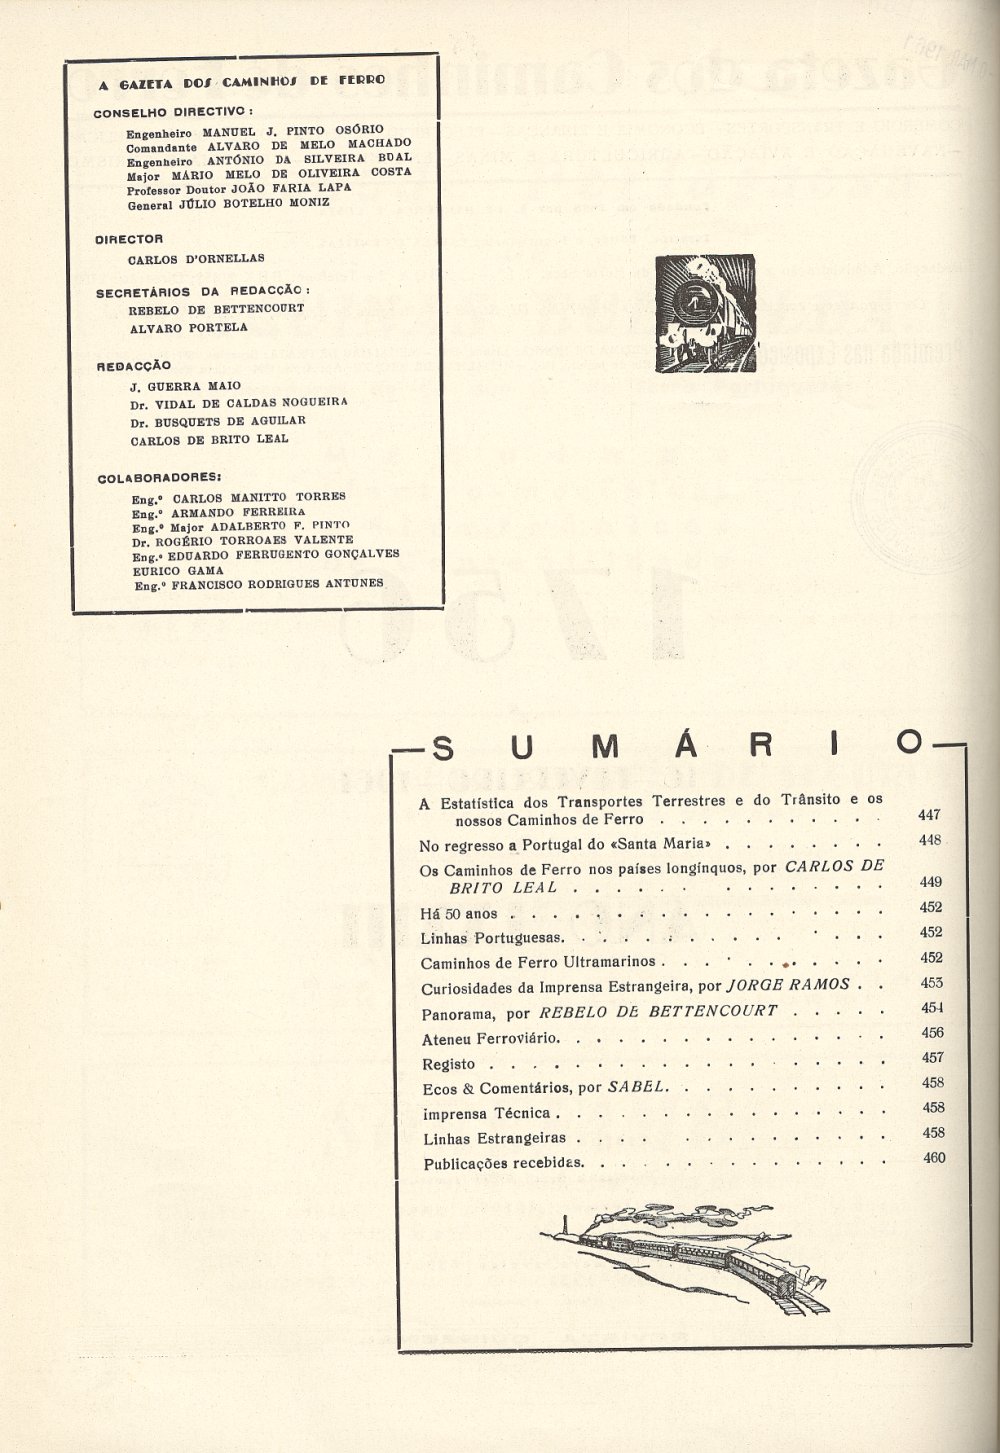 A GAZETA DOS CAMINHOS DE FERRO
CONSELHO DIRECTIVO :
Engenheiro MANUEL J. PINTO OSÓRIO
Comandante ALVARO DE MELO MACHADO
Engenheiro ANTÓNIO DA SILVEIRA BUAL
Major MÁRIO MELO DE OLIVEIRA COSTA
Professor Doutor JOÃO FARIA LAPA
General JÚLIO BOTELHO MONIZ
DIRECTOR
CARLOS D'ORNELLAS
SECRETÁRIOS DA REDACÇÃO :
REBELO DE BETTENCOURT
ALVARO PORTELA
REDACÇÃO
J. GUERRA MAIO
Dr. VIDAL DE CALDAS NOGUEIRA
Dr. BUSQUETS DE AGUILAR
CARLOS DE BRITO LEAL
COLABORADORES:
Eng.º CARLOS MANITTO TORRES
Eng.º ARMANDO FERREIRA
Eng.º Major ADALBERTO F. PINTO
Dr. ROGÉRIO TORROAES VALENTE
Eng.º EDUARDO FERRUGENTO GONÇALVES
EURICO GAMA
Eng.º FRANCISCO RODRIGUES ANTUNES
SUMÁRIO
A Estatística dos Transportes Terrestres e do Trânsito e os
nossos Caminhos de Ferro . . . . . . . . . . . 447
No regresso a Portugal do «Santa Maria» . . . . . . . . 448
Os Caminhos de Ferro nos países longínquos, por CARLOS DE
BRITO LEAL . . . . . . . . . . . . 449
Há 50 anos . . . . . . . . . . . . . . . 452
Linhas Portuguesas. . . . . . . . . . . . . 452
Caminhos de Ferro Ultramarinos . . . . . . . . . . 452
Curiosidades da Imprensa Estrangeira, por JORGE RAMOS . . 453
Panorama, por REBELO DE BETTENCOURT . . . . . 454
Ateneu Ferroviário. . . . . . . . . . . . . . 456
Registo . . . . . . . . . . . . . . . . 457
Ecos & Comentários, por SABEL. . . . . . . . . . 458
imprensa Técnica . . . . . . . . . . . . . . 458
Linhas Estrangeiras . . . . . . . . . . . . 458
Publicações recebidas. . . . . . . . . . . . . 460